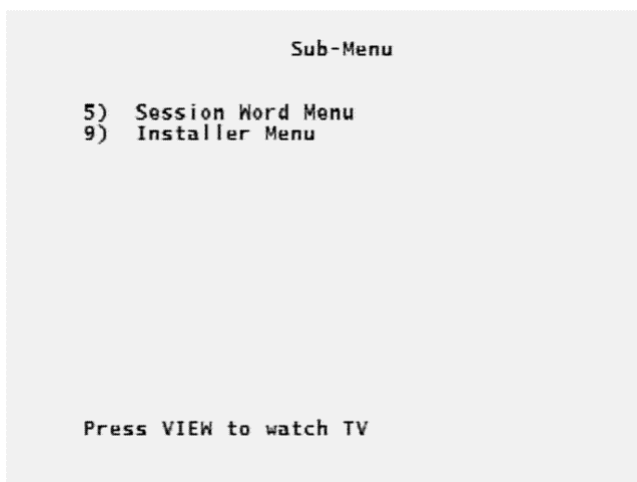 Sub-Menu
5) Session Word Menu
9) Installer Menu
Press VIEW to watch TV